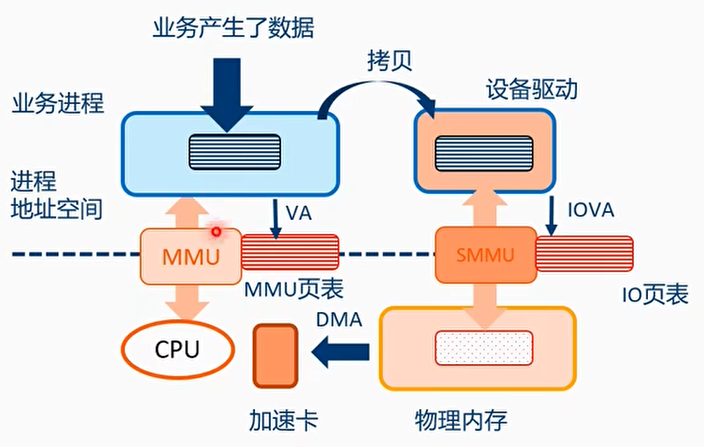 业务产生了数据
拷贝
设备驱动
业务进程
进程
地址空间
VA
IOVA
MMU
SMMU
MMU页表
IO页表
DMA
CPU
加速卡
物理内存